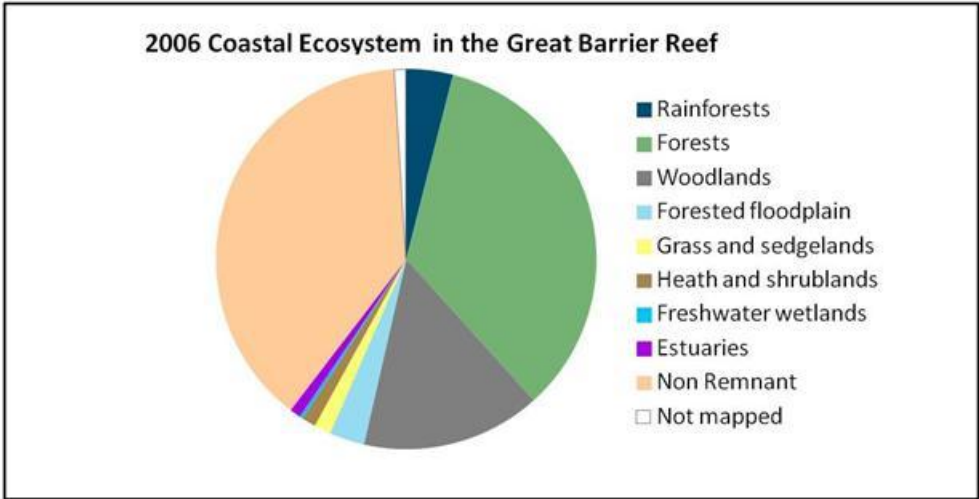 2006 Coastal Ecosystem in the Great Barrier Reef
Rainforests
Forests
Woodlands
Forested floodplain
Grass and sedgelands
Heath and shrublands
Freshwater wetlands
Estuaries
Non Remnant
Not mapped